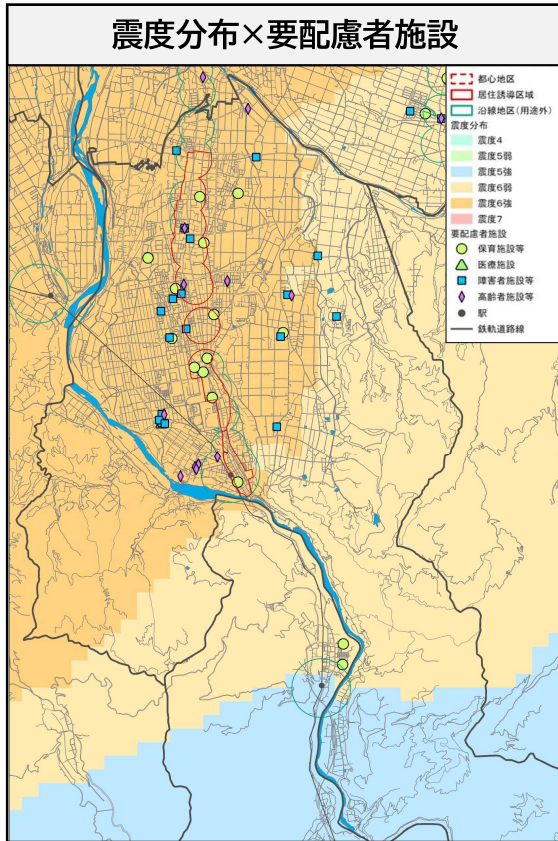 震度分布×要配慮者施設
都心地区
居住誘導区域
沿線地区(用途外)
震度分布
震度4
震度5弱
震度5強
震度6弱
震度6強
震度7
要配慮者施設
保育施設等
医療施設
障害者施設等
高齢者施設等
駅
鉄軌道路線